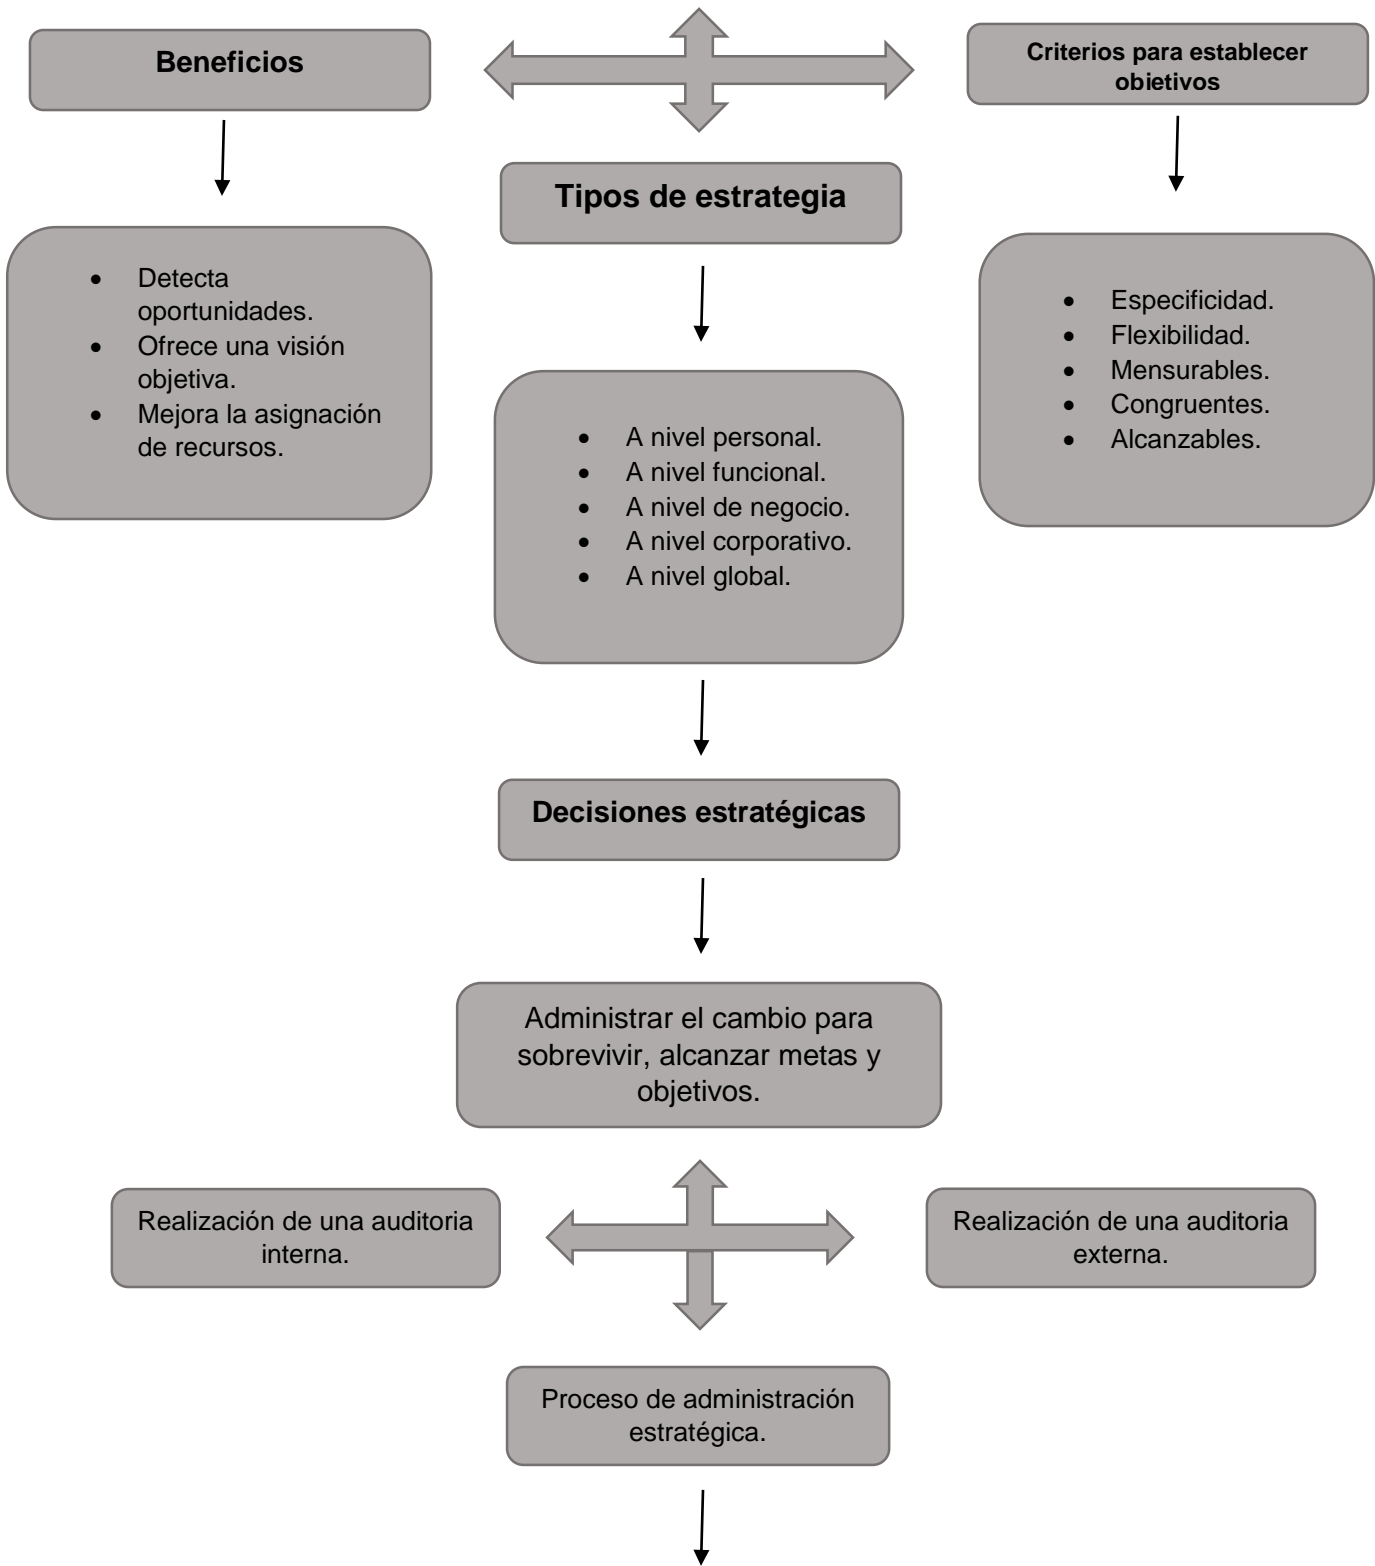 Beneficios
Criterios para establecer
objetivos
Tipos de estrategia
• Detecta
oportunidades.
• Ofrece una visión
objetiva.
• Mejora la asignación
de recursos.
• Especificidad.
• Flexibilidad.
• Mensurables.
• Congruentes.
• Alcanzables.
• A nivel personal.
• A nivel funcional.
• A nivel de negocio.
• A nivel corporativo.
• A nivel global.
Decisiones estratégicas
Administrar el cambio para
sobrevivir, alcanzar metas y
objetivos.
Realización de una auditoria
interna.
Realización de una auditoria
externa.
Proceso de administración
estratégica.